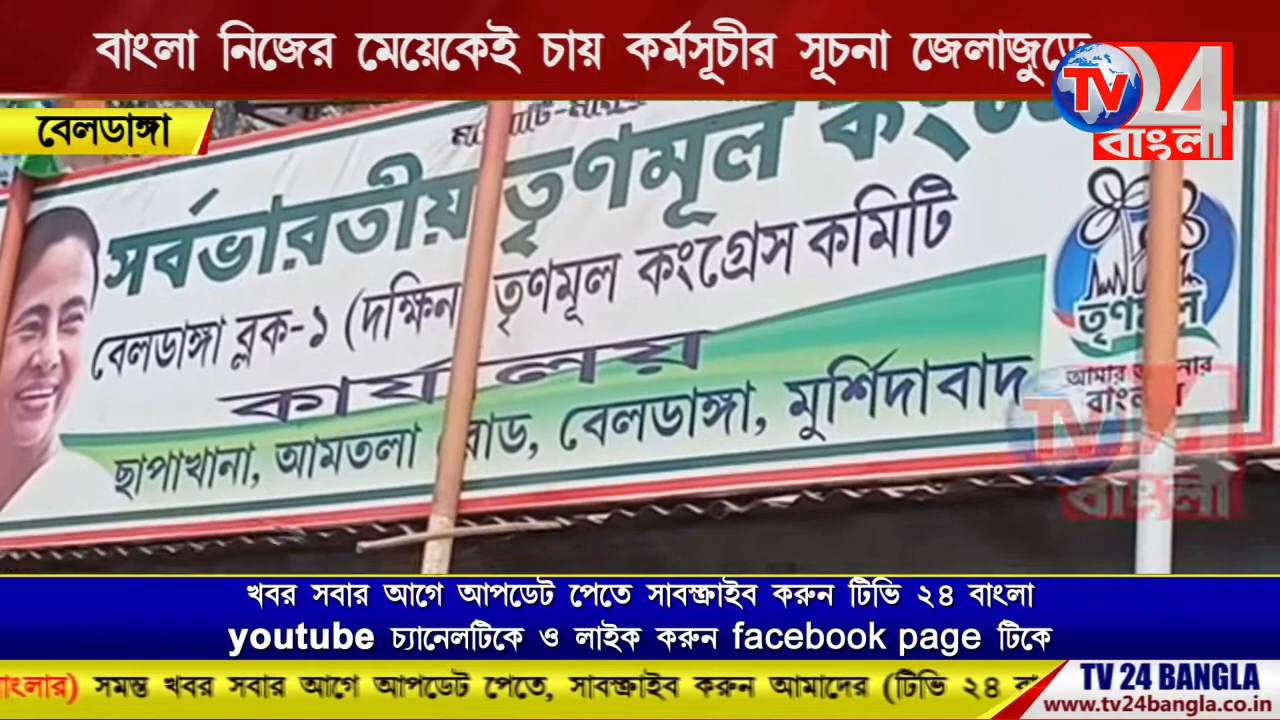 বাংলা নিজের মেয়েকেই চায় কর্মসূচীর সূচনা জেলাজুড়ে
TV 24
বাংলা
বেলডাঙ্গা
সর্বভারতীয় তৃণমূল
বেলডাঙ্গা ব্লক-১ (দক্ষিন তৃণমূল কংগ্রেস কমিটি
কার্যালয়
ছাপাখানা, আমতলা রোড, বেলডাঙ্গা, মুর্শিদাবাদ
তৃণমূল
আমার
TV
বাংলা
খবর সবার আগে আপডেট পেতে সাবস্ক্রাইব করুন টিভি ২৪ বাংলা
youtube চ্যানেলটিকে ও লাইক করুন facebook page টিকে
বাংলার) সমস্ত খবর সবার আগে আপডেট পেতে, সাবস্ক্রাইব করুন আমাদের (টিভি ২৪
TV 24 BANGLA
www.tv24bangla.co.in